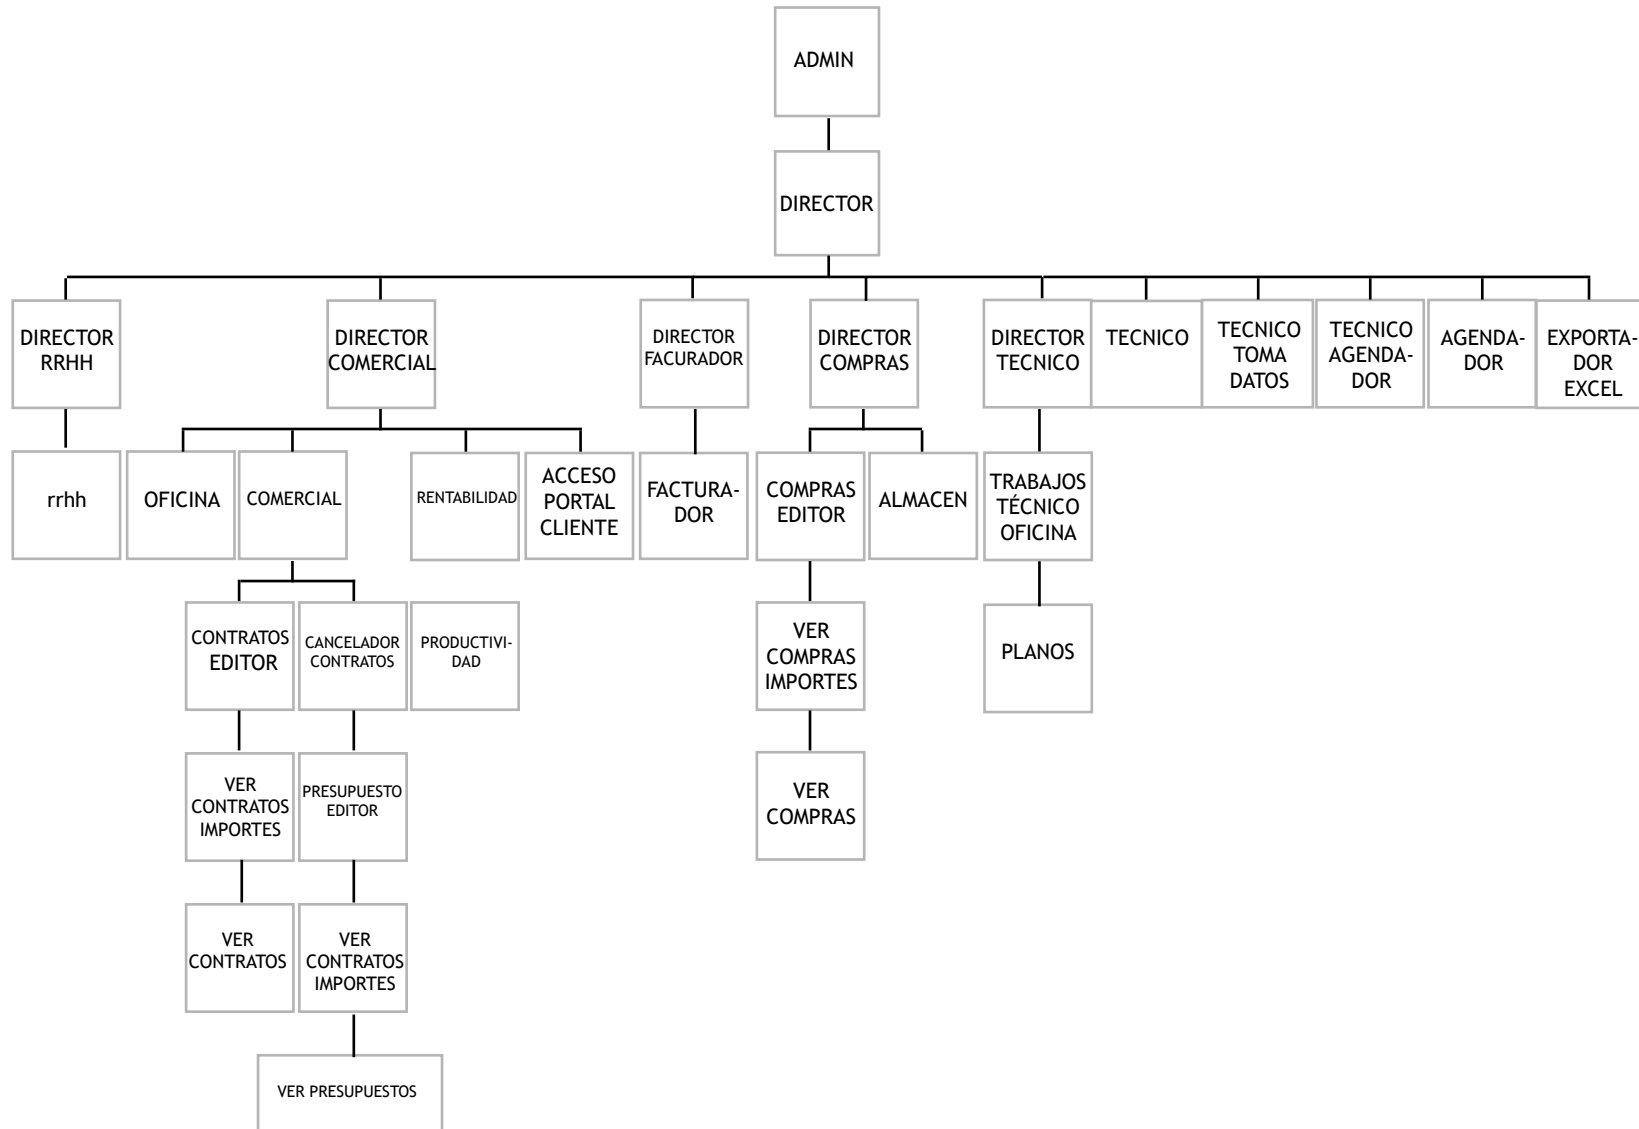 ADMIN
DIRECTOR
DIRECTOR
RRHH
DIRECTOR
COMERCIAL
DIRECTOR
FACURADOR
DIRECTOR
COMPRAS
DIRECTOR
TECNICO
TECNICO
TECNICO
TOMA
DATOS
TECNICO
AGENDA-
DOR
AGENDA-
DOR
EXPORTA-
DOR
EXCEL
rrhh
OFICINA
COMERCIAL
RENTABILIDAD
ACCESO
PORTAL
CLIENTE
FACTURA-
DOR
COMPRAS
EDITOR
ALMACEN
TRABAJOS
TÉCNICO
OFICINA
CONTRATOS
EDITOR
CANCELADOR
CONTRATOS
PRODUCTIVI-
DAD
VER
COMPRAS
IMPORTES
PLANOS
VER
CONTRATOS
IMPORTES
PRESUPUESTO
EDITOR
VER
COMPRAS
VER
CONTRATOS
VER
CONTRATOS
IMPORTES
VER PRESUPUESTOS